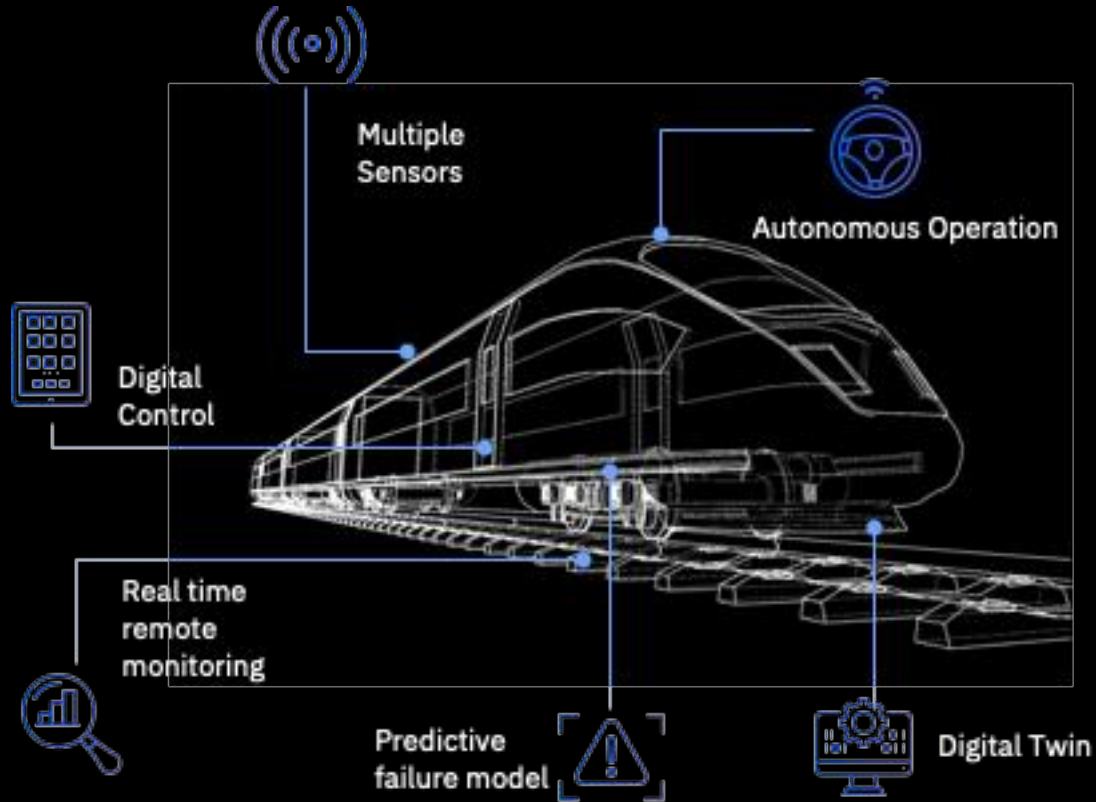 Multiple
Sensors
Autonomous Operation
Digital
Control
Real time
remote
monitoring
Predictive
failure model
Digital Twin